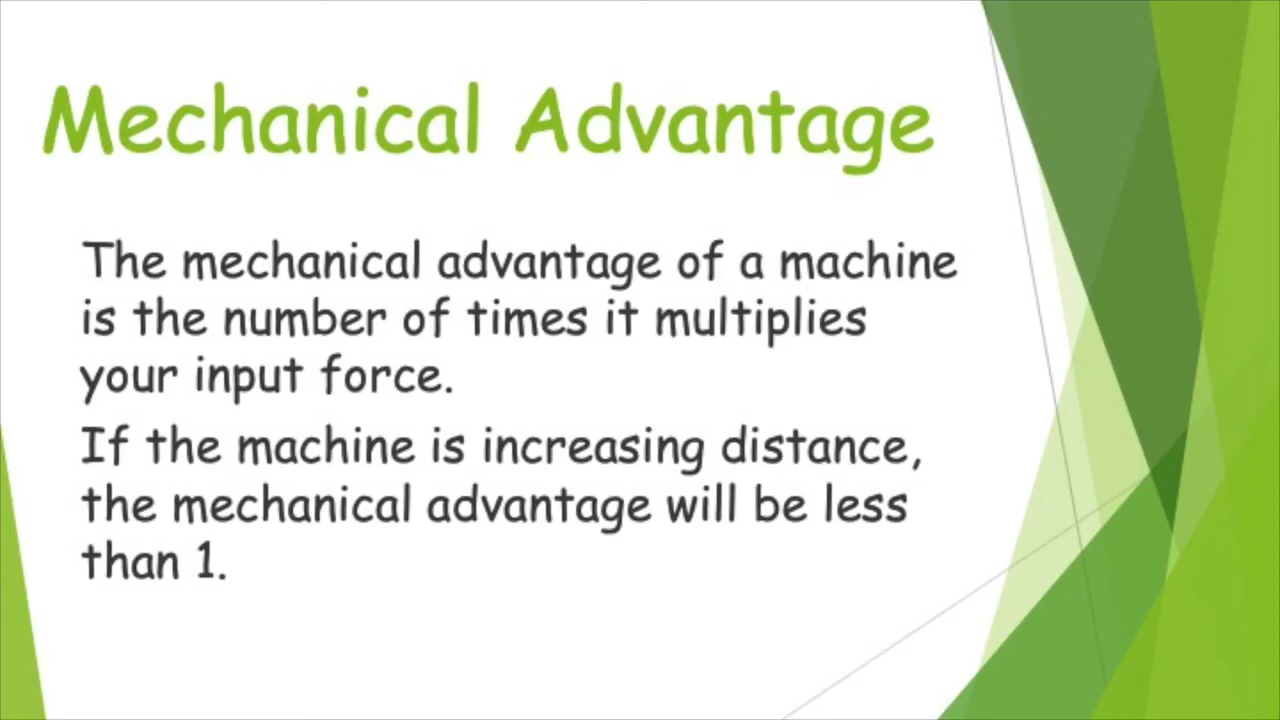 Mechanical Advantage
The mechanical advantage of a machine
is the number of times it multiplies
your input force.
If the machine is increasing distance,
the mechanical advantage will be less
than 1.